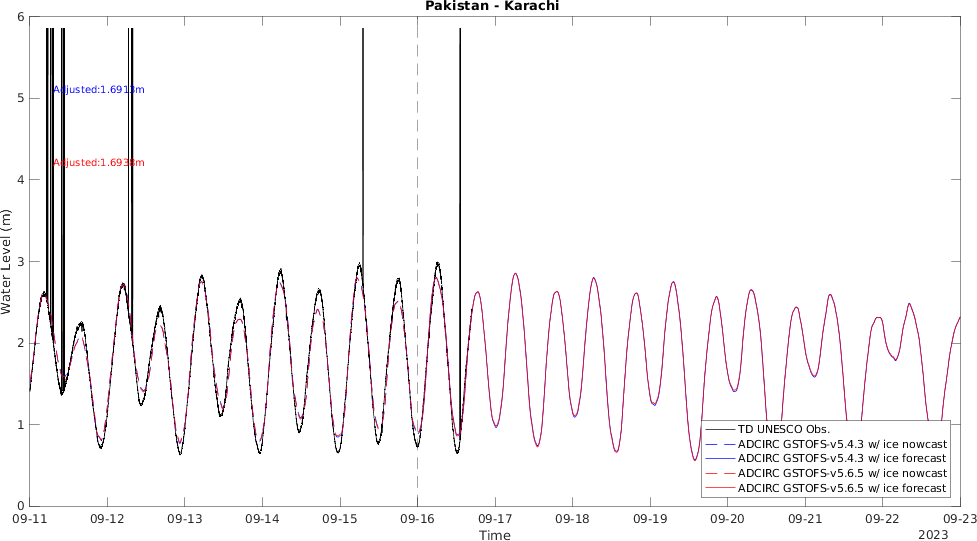 Pakistan - Karachi
6
5
4
3
2
1
0
Water Level (m)
Adjusted:1.6913m
Adjusted:1.6938m
TD UNESCO Obs.
ADCIRC GSTOFS-v5.4.3 w/ ice nowcast
ADCIRC GSTOFS-v5.4.3 w/ ice forecast
ADCIRC GSTOFS-v5.6.5 w/ ice nowcast
ADCIRC GSTOFS-v5.6.5 w/ ice forecast
09-11 09-12 09-13 09-14 09-15 09-16 09-17 09-18 09-19 09-20 09-21 09-22 09-23
Time
2023